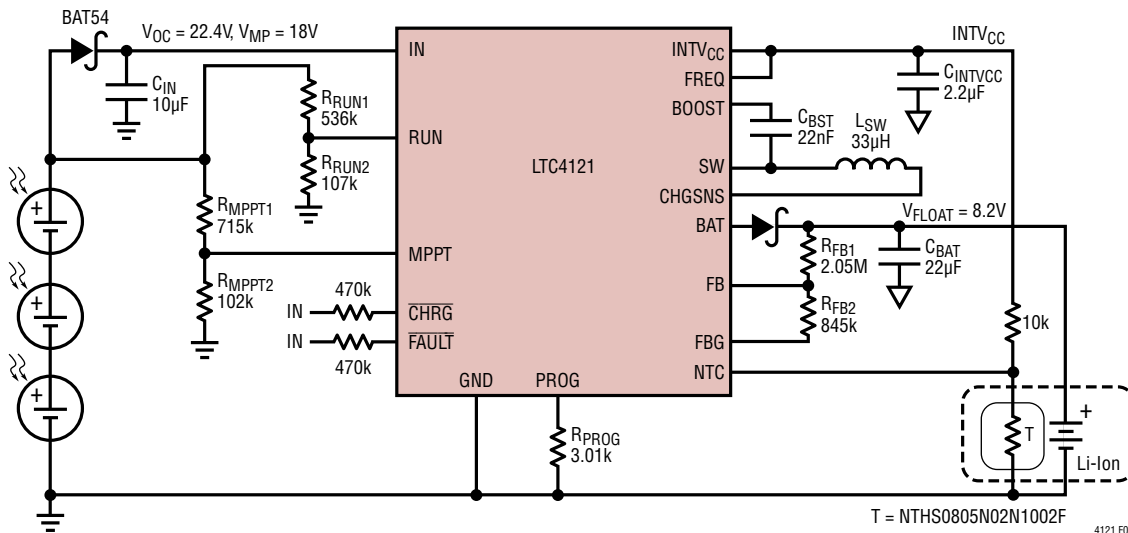 BAT54
V_OC = 22.4V, V_MP = 18V
C_IN
10µF
R_RUN1
536k
R_RUN2
107k
R_MPPT1
715k
R_MPPT2
102k
IN
470k
IN
470k
IN
RUN
MPPT
CHRG
FAULT
GND
PROG
LTC4121
INTV_CC
FREQ
BOOST
SW
CHGSNS
BAT
FB
FBG
NTC
R_PROG
3.01k
INTV_CC
C_INTVCC
2.2µF
C_BST
22nF
L_SW
33µH
V_FLOAT = 8.2V
R_FB1
2.05M
C_BAT
22µF
R_FB2
845k
10k
T
+
Li-Ion
+
+
+
T = NTHS0805N02N1002F